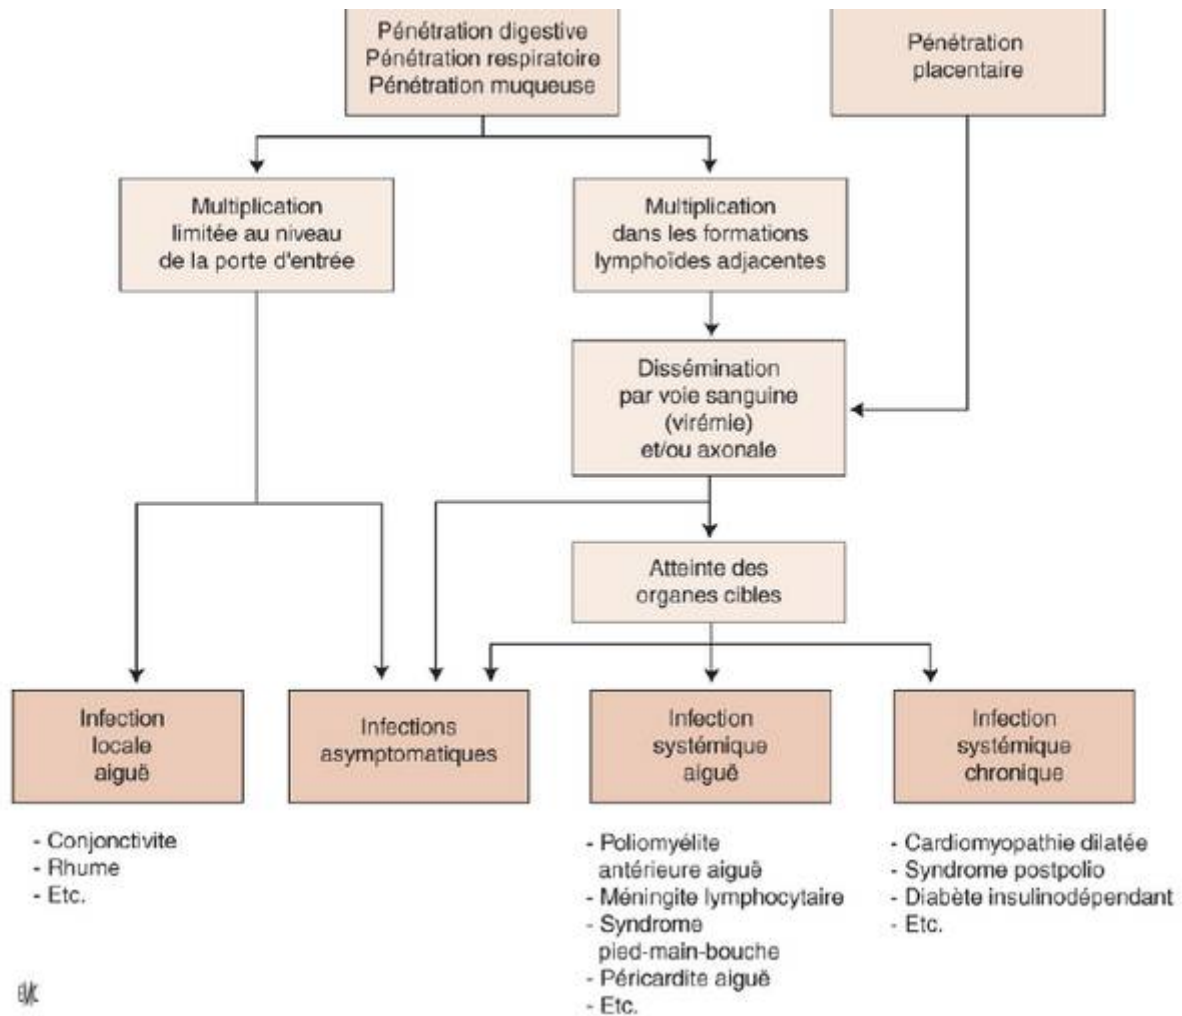 Pénétration digestive
Pénétration respiratoire
Pénétration muqueuse
Pénétration
placentaire
Multiplication
limitée au niveau
de la porte d'entrée
Multiplication
dans les formations
lymphoïdes adjacentes
Dissémination
par voie sanguine
(virémie)
et/ou axonale
Atteinte des
organes cibles
Infection
locale
aiguë
Infections
asymptomatiques
Infection
systémique
aiguë
Infection
systémique
chronique
- Conjonctivite
- Rhume
- Etc.
- Poliomyélite
antérieure aiguë
- Méningite lymphocytaire
- Syndrome
pied-main-bouche
- Péricardite aiguë
- Etc.
- Cardiomyopathie dilatée
- Syndrome postpolio
- Diabète insulinodépendant
- Etc.
EMC